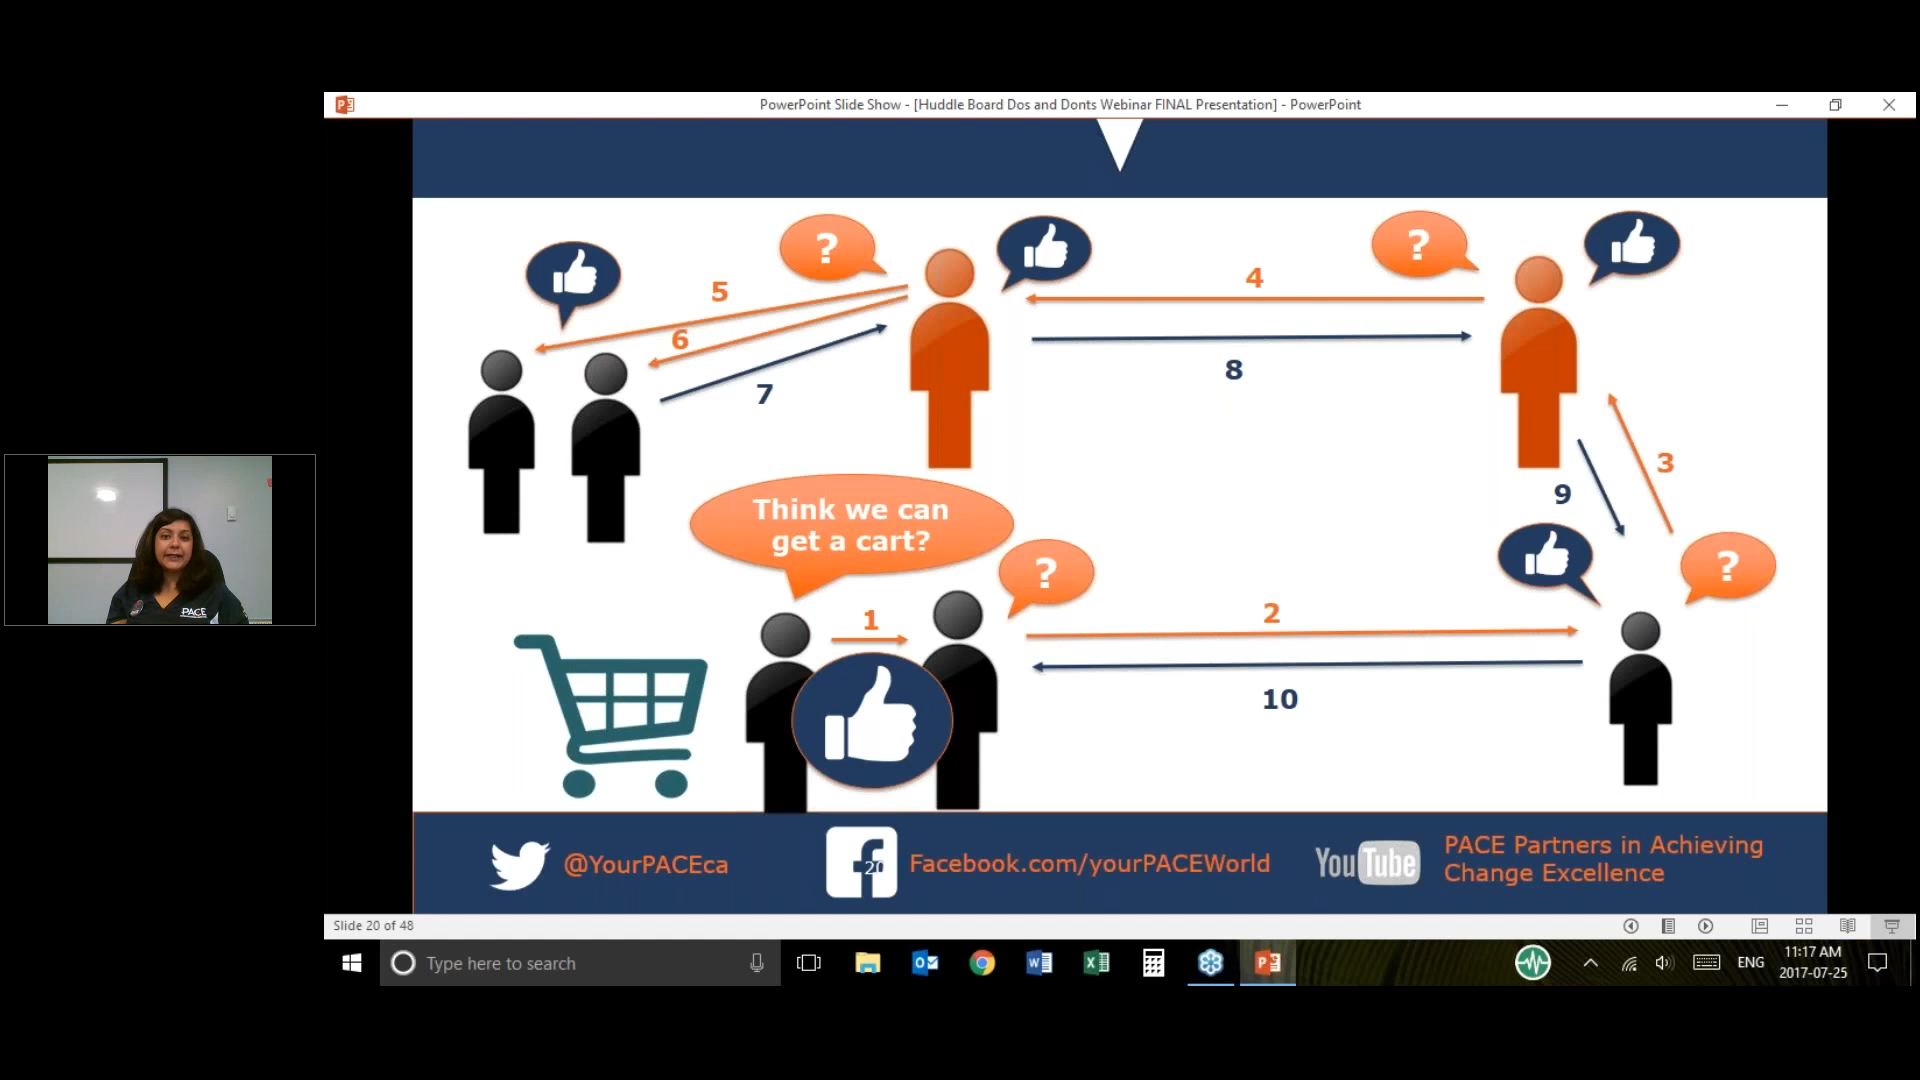 PowerPoint Slide Show - [Huddle Board Dos and Donts Webinar FINAL Presentation] - PowerPoint
?
?
5
4
6
7
8
3
9
Think we can
get a cart?
?
?
1
2
10
PACE
@YourPACEca
20
Facebook.com/yourPACEWorld
YouTube
PACE Partners in Achieving
Change Excellence
Slide 20 of 48
Type here to search
ENG
11:17 AM
2017-07-25